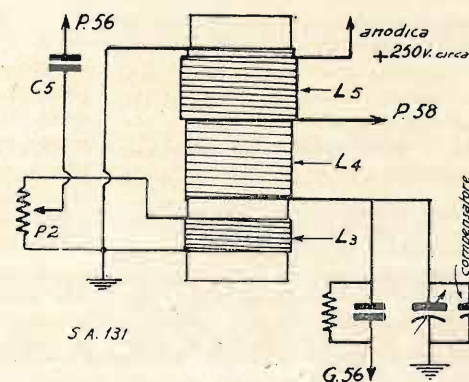 P.56
anodica
+250v. circa
C5
L5
P.58
L4
P2
L3
compensatore
S A.131
G.56